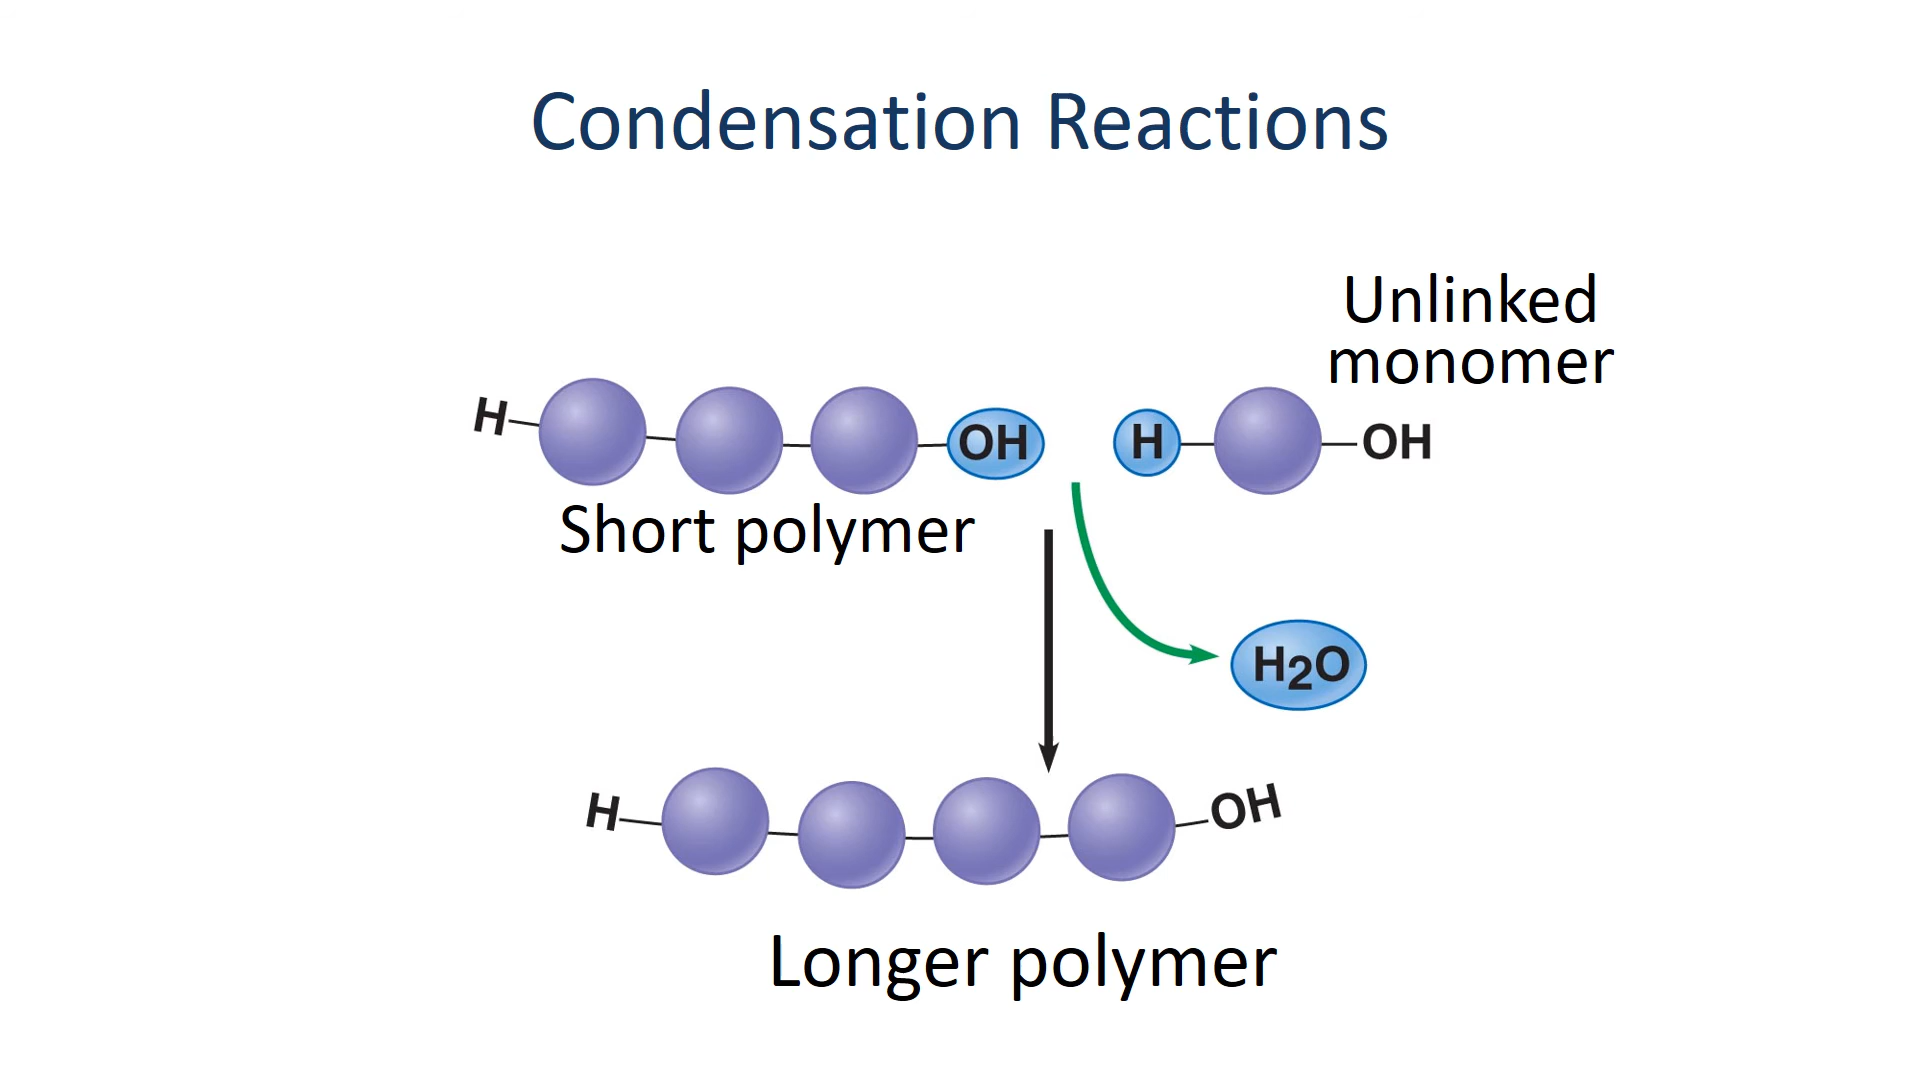 Condensation Reactions
Unlinked
monomer
H
OH
H
OH
Short polymer
H2O
H
OH
Longer polymer